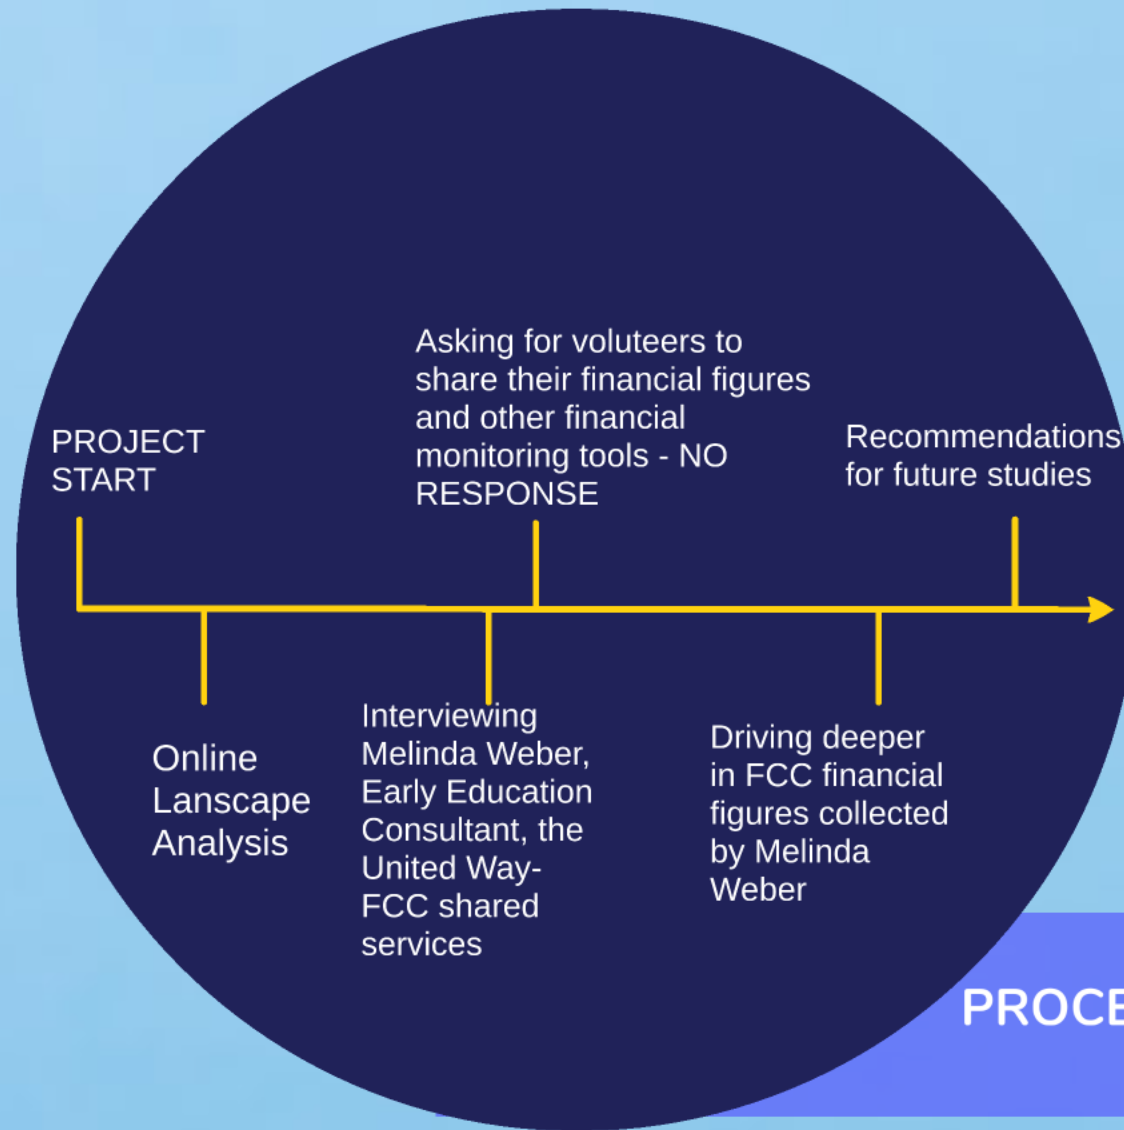 PROJECT
START
Asking for voluteers to
share their financial figures
and other financial
monitoring tools - NO
RESPONSE
Recommendations
for future studies
Online
Lanscape
Analysis
Interviewing
Melinda Weber,
Early Education
Consultant, the
United Way-
FCC shared
services
Driving deeper
in FCC financial
figures collected
by Melinda
Weber
PROCE